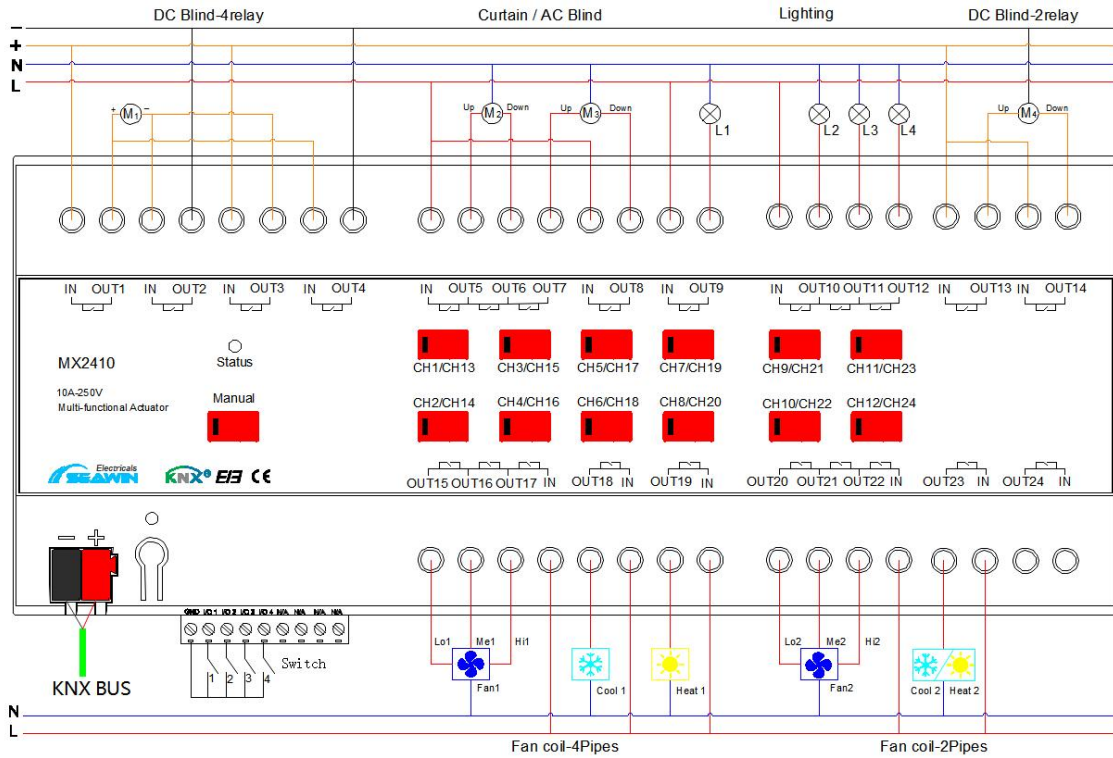 DC Blind-4relay Curtain / AC Blind Lighting DC Blind-2relay
−
+
N
L
+ M1 − Up M2 Down Up M3 Down L1 L2 L3 L4 Up M4 Down
IN OUT1 IN OUT2 IN OUT3 IN OUT4 IN OUT5 OUT6 OUT7 IN OUT8 IN OUT9 IN OUT10 OUT11 OUT12 IN OUT13 IN OUT14
MX2410
Status
CH1/CH13 CH3/CH15 CH5/CH17 CH7/CH19 CH9/CH21 CH11/CH23
10A-250V
Multi-functional Actuator
Manual
CH2/CH14 CH4/CH16 CH6/CH18 CH8/CH20 CH10/CH22 CH12/CH24
Electricals
SEAWIN KNX® EIB CE
OUT15 OUT16 OUT17 IN OUT18 IN OUT19 IN OUT20 OUT21 OUT22 IN OUT23 IN OUT24 IN
− +
GND I/O 1 I/O 2 I/O 3 I/O 4 N/A N/A N/A N/A
Lo1 Me1 Hi1 Lo2 Me2 Hi2
1 2 3 4 Switch
KNX BUS
Fan1 Cool 1 Heat 1 Fan2 Cool 2 Heat 2
N
L
Fan coil-4Pipes Fan coil-2Pipes